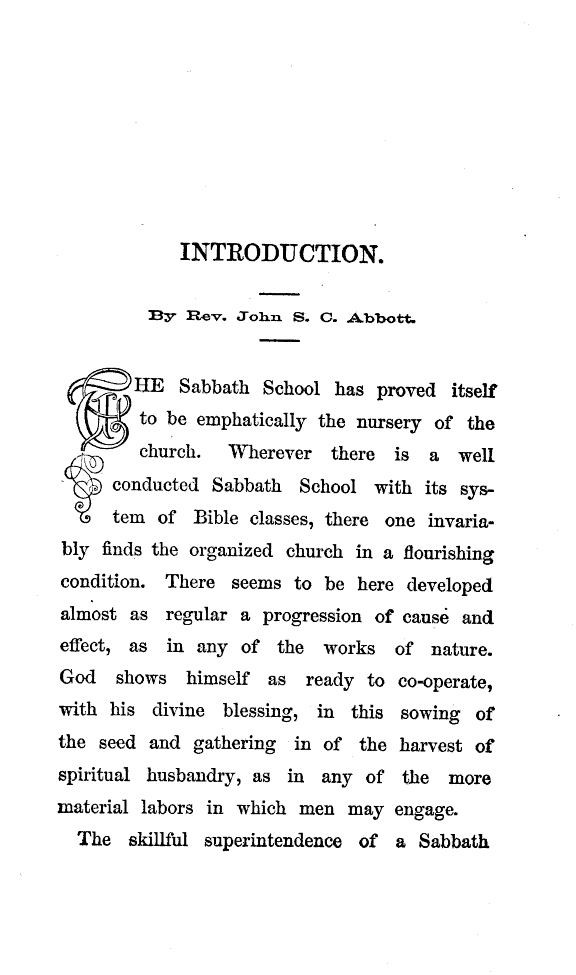 INTRODUCTION.
By Rev. John S. C. Abbott.
THE Sabbath School has proved itself
to be emphatically the nursery of the
church. Wherever there is a well
conducted Sabbath School with its sys-
tem of Bible classes, there one invaria-
bly finds the organized church in a flourishing
condition. There seems to be here developed
almost as regular a progression of cause and
effect, as in any of the works of nature.
God shows himself as ready to co-operate,
with his divine blessing, in this sowing of
the seed and gathering in of the harvest of
spiritual husbandry, as in any of the more
material labors in which men may engage.
The skillful superintendence of a Sabbath